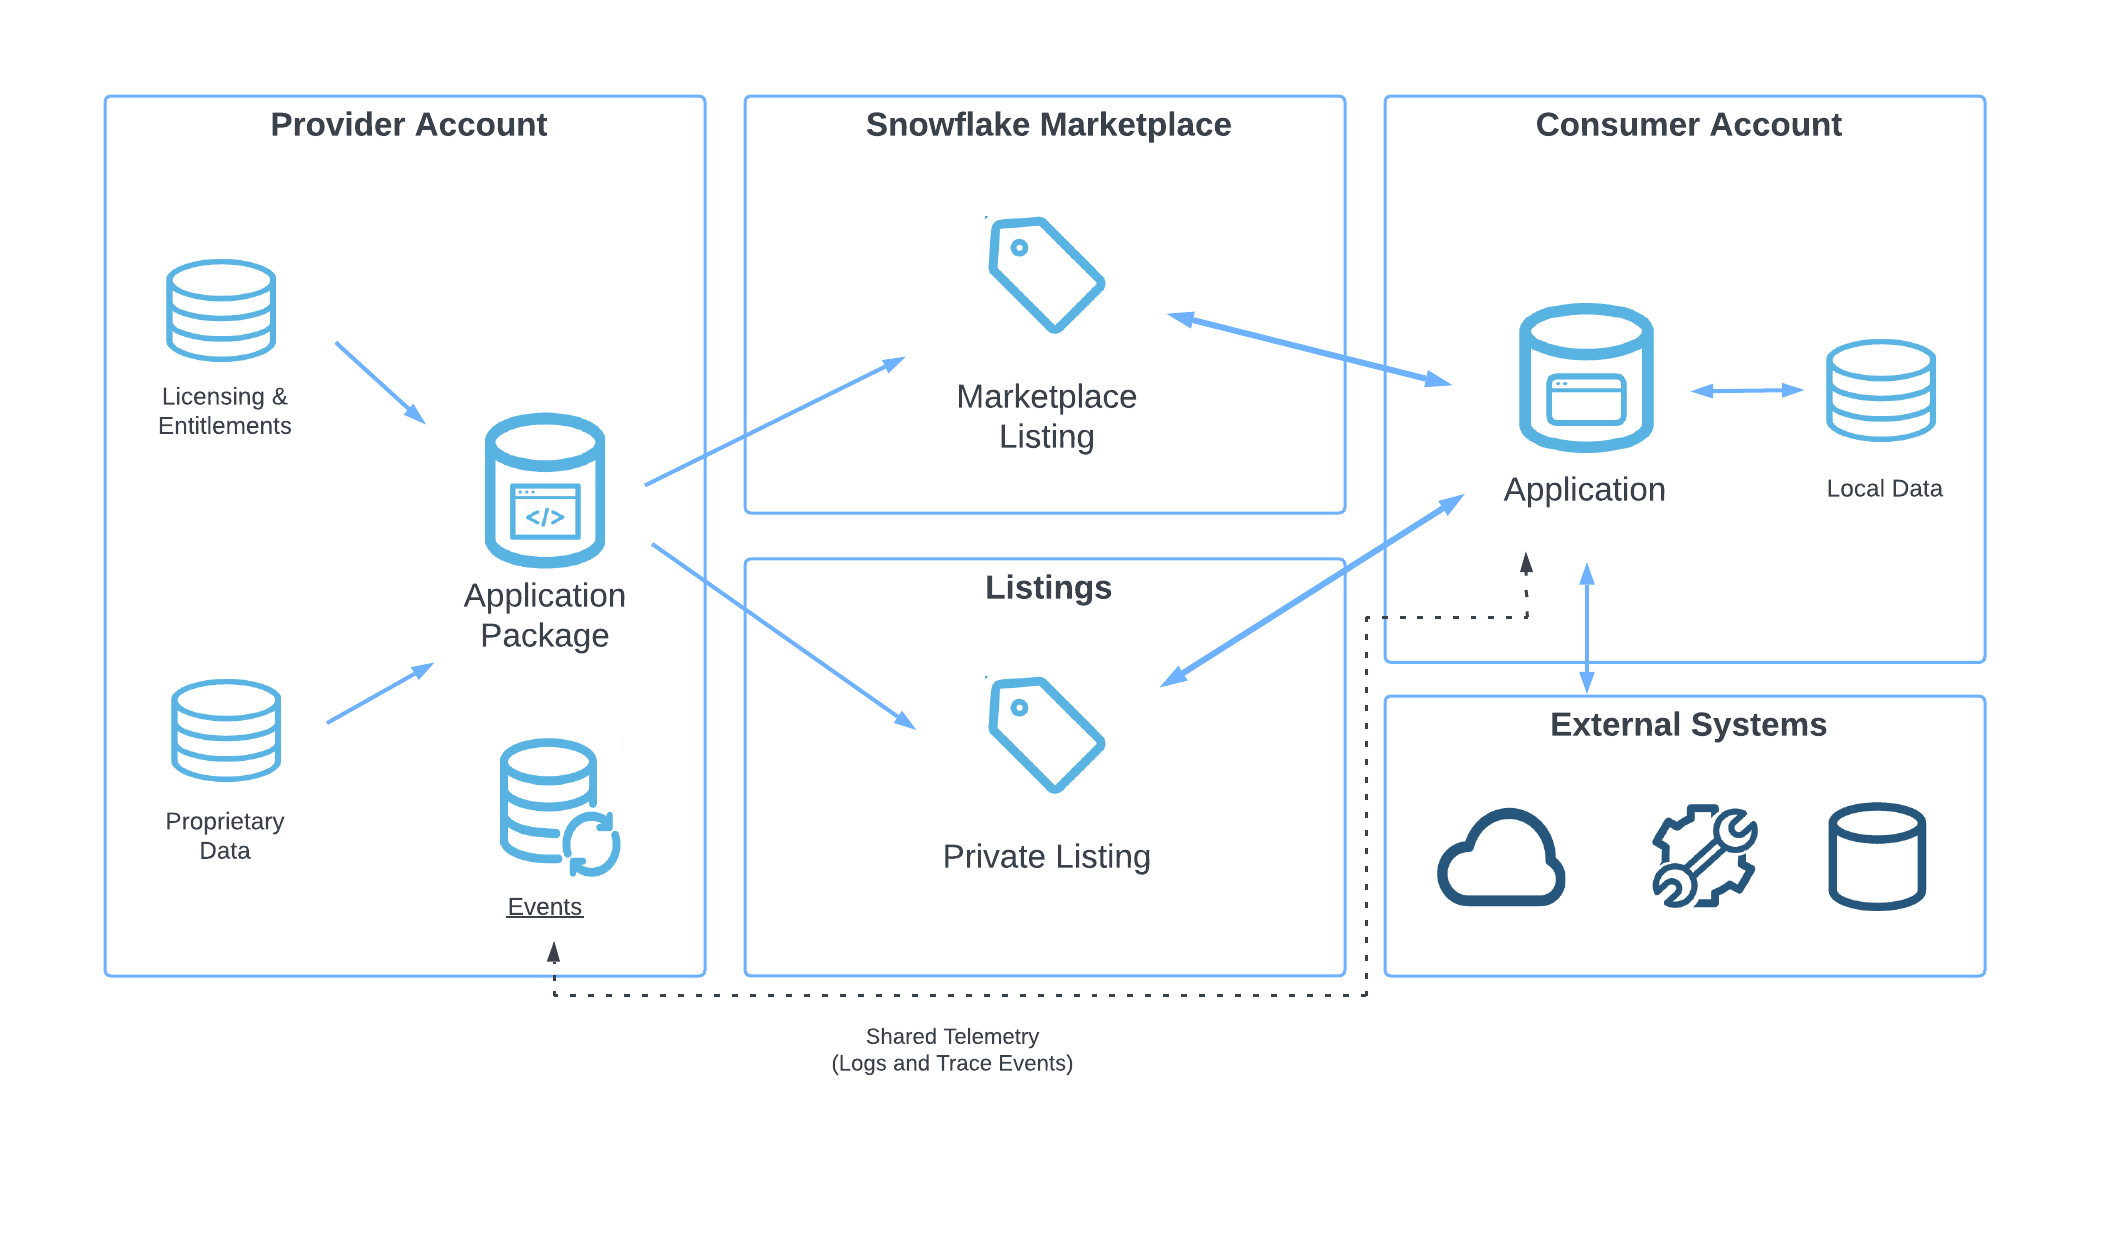 Provider Account
Licensing &
Entitlements
Application
Package
Proprietary
Data
Events
Snowflake Marketplace
Marketplace
Listing
Listings
Private Listing
Consumer Account
Application
Local Data
External Systems
Shared Telemetry
(Logs and Trace Events)